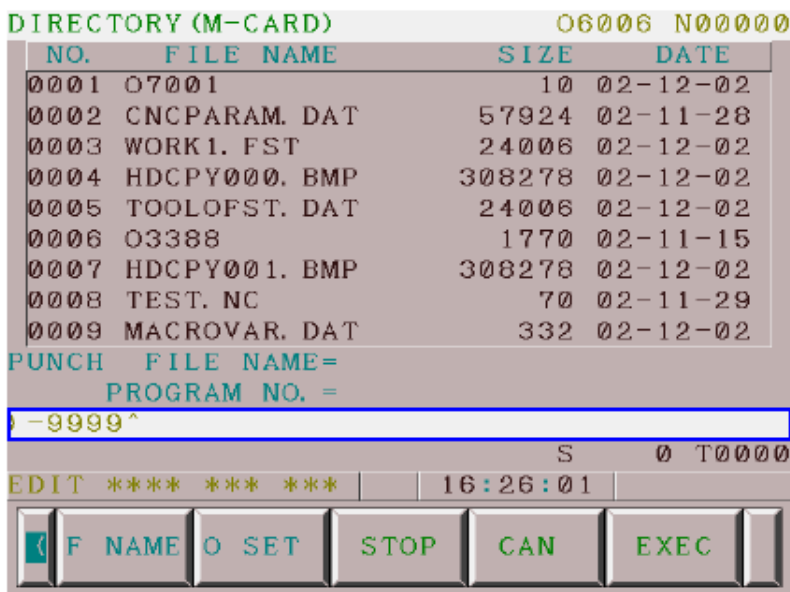 DIRECTORY (M-CARD) O6006 N00000
NO. FILE NAME SIZE DATE
0001 O7001 10 02-12-02
0002 CNCPARAM. DAT 57924 02-11-28
0003 WORK1. FST 24006 02-12-02
0004 HDCPY000. BMP 308278 02-12-02
0005 TOOLOFST. DAT 24006 02-12-02
0006 O3388 1770 02-11-15
0007 HDCPY001. BMP 308278 02-12-02
0008 TEST. NC 70 02-11-29
0009 MACROVAR. DAT 332 02-12-02
PUNCH FILE NAME=
PROGRAM NO. =
-9999^
S 0 T0000
EDIT **** *** *** 16:26:01
( F NAME O SET STOP CAN EXEC